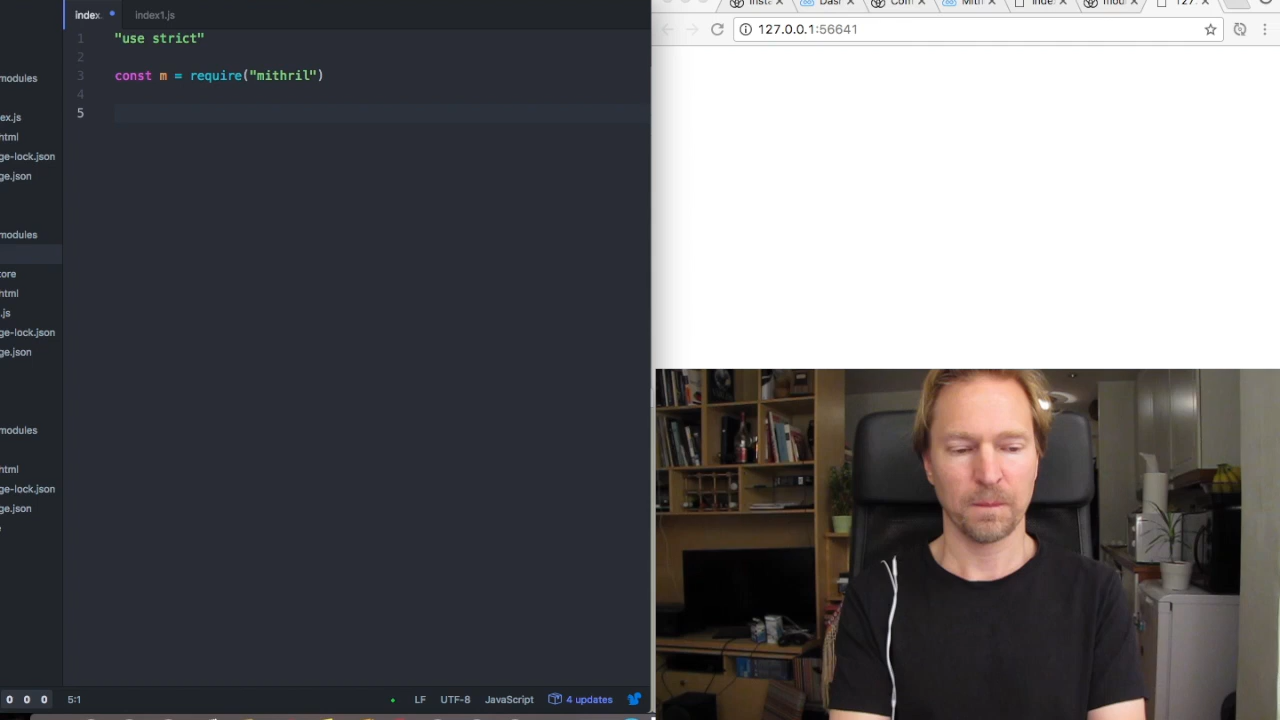 index.
index1.js
modules
ex.js
html
ge-lock.json
ge.json
modules
core
html
.js
ge-lock.json
ge.json
modules
html
ge-lock.json
ge.json
1 "use strict"
2
3 const m = require("mithril")
4
5
0 0 0
5:1
LF
UTF-8
JavaScript
4 updates
127.0.0.1:56641